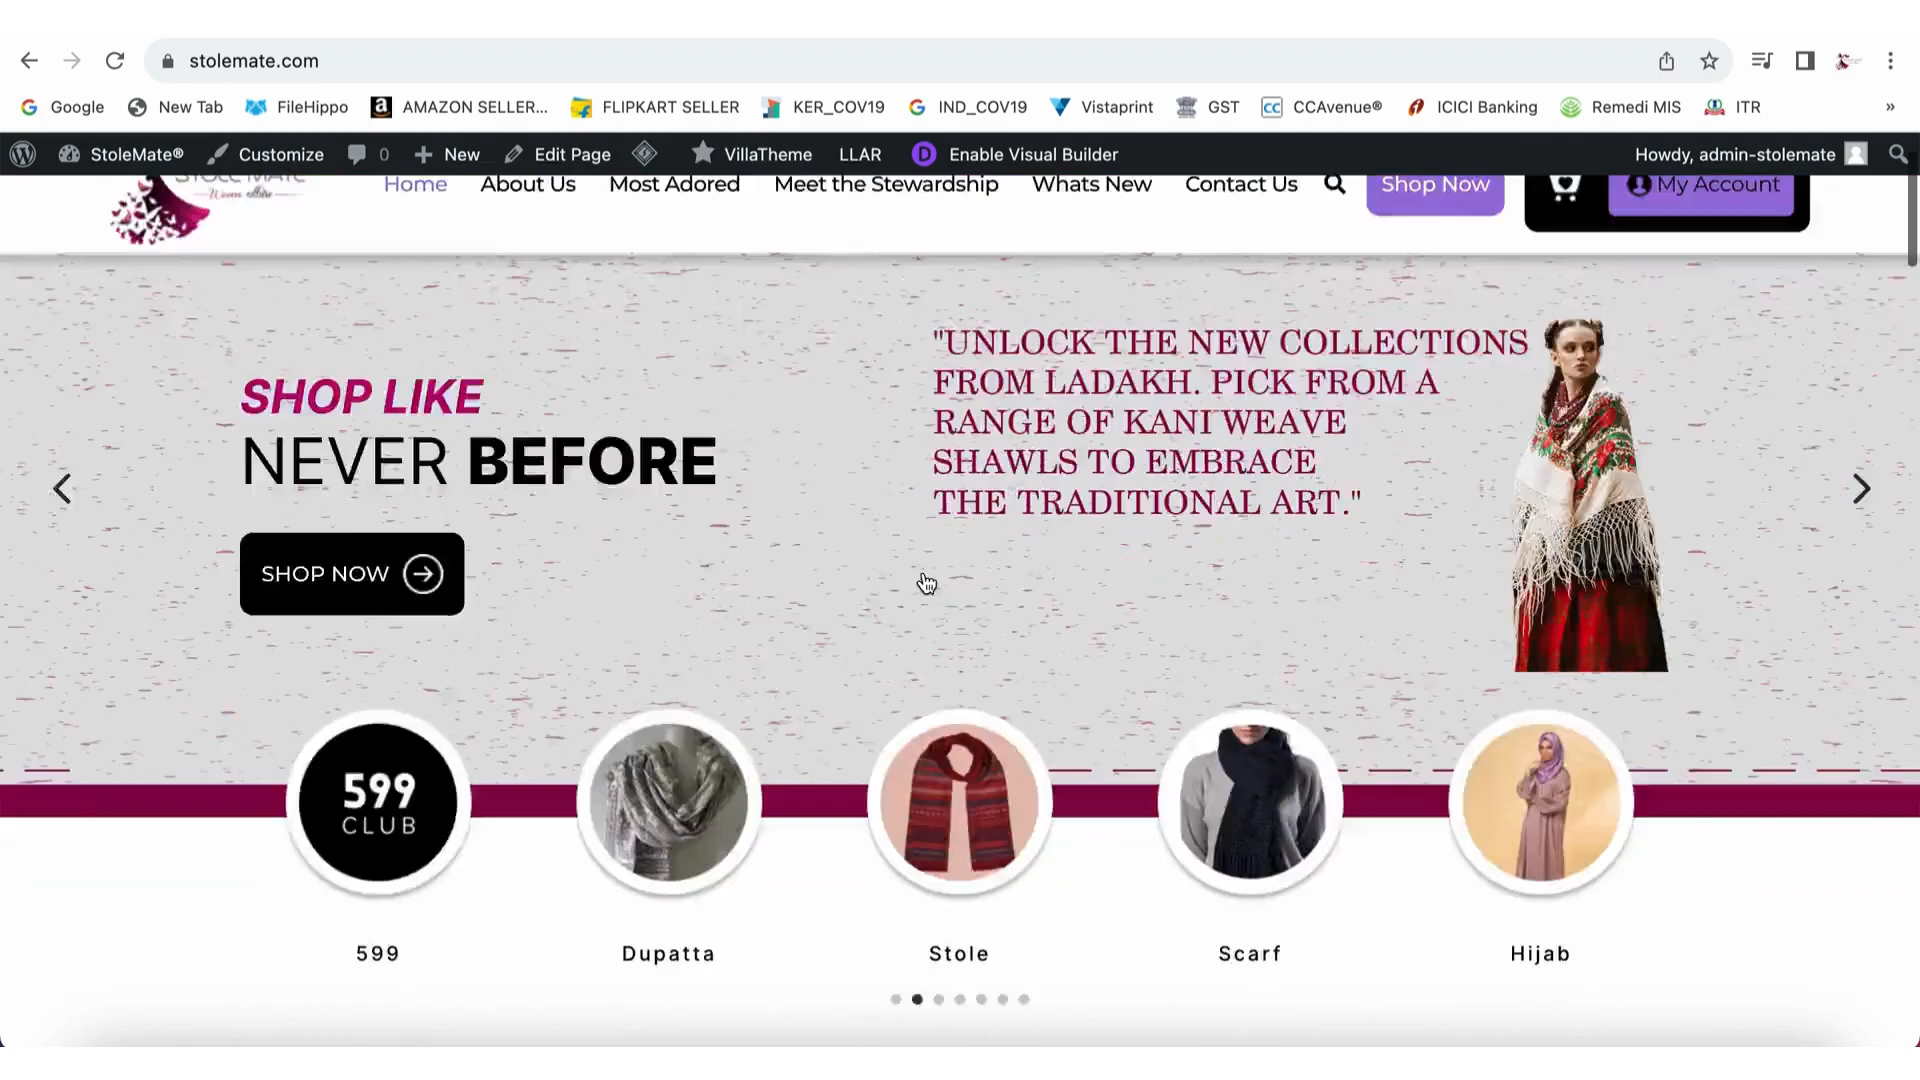 stolemate.com
Google New Tab FileHippo AMAZON SELLER... FLIPKART SELLER KER_COV19 IND_COV19 Vistaprint GST CCAvenue® ICICI Banking Remedi MIS ITR »
StoleMate® Customize 0 New Edit Page VillaTheme LLAR Enable Visual Builder Howdy, admin-stolemate
STOLE MATE
Womens affaire
Home About Us Most Adored Meet the Stewardship Whats New Contact Us Shop Now My Account
SHOP LIKE
NEVER BEFORE
SHOP NOW
"UNLOCK THE NEW COLLECTIONS
FROM LADAKH. PICK FROM A
RANGE OF KANI WEAVE
SHAWLS TO EMBRACE
THE TRADITIONAL ART."
599
CLUB
599 Dupatta Stole Scarf Hijab